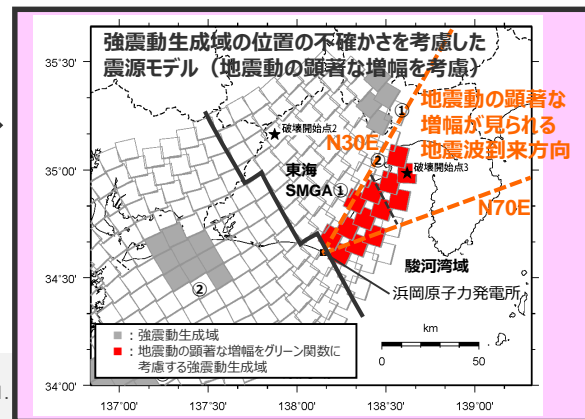 強震動生成域の位置の不確かさを考慮した
震源モデル（地震動の顕著な増幅を考慮）
35°30'
①
地震動の顕著な
増幅が見られる
地震波到来方向
★破壊開始点2
N30E
②
東海
SMGA①
★破壊開始点3
35°00'
N70E
駿河湾域
34°30'
浜岡原子力発電所
②
■：強震動生成域
■：地震動の顕著な増幅をグリーン関数に
考慮する強震動生成域
km
0 50
34°00'
137°00' 137°30' 138°00' 138°30' 139°00'